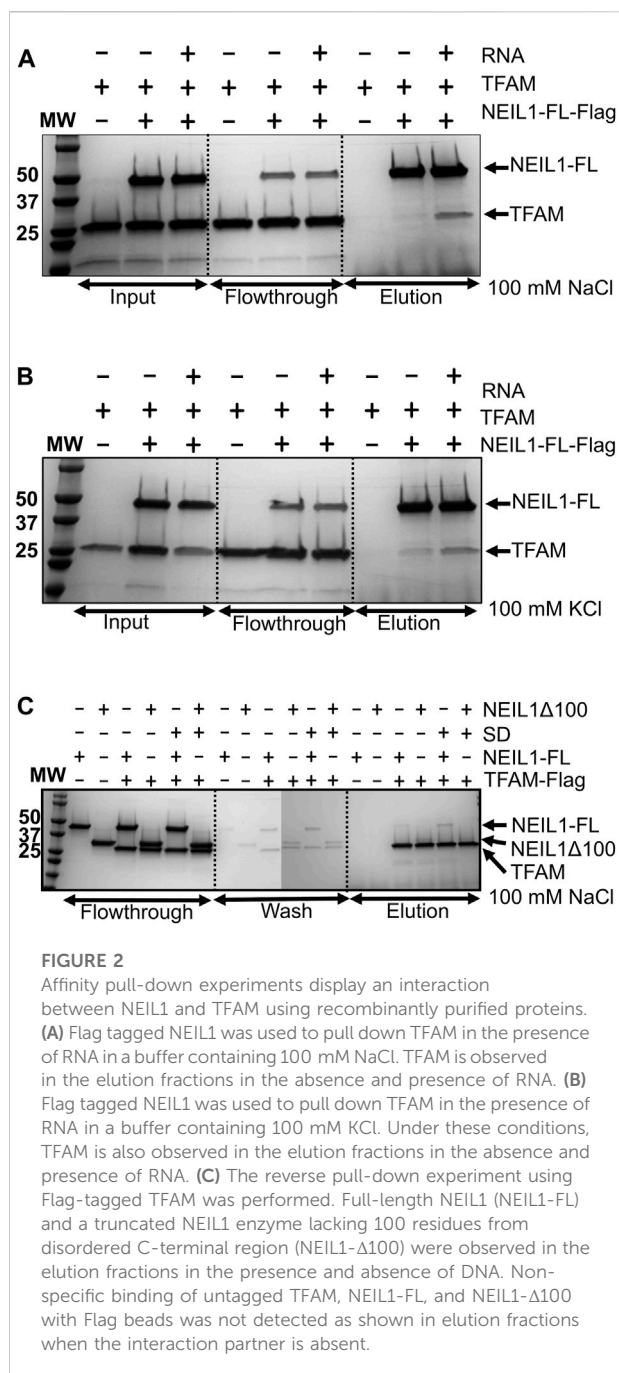 A
− − + − − + − − + RNA
+ + + + + + + + + TFAM
MW − + + − + + − + + NEIL1-FL-Flag
50 NEIL1-FL
37
25 TFAM
Input Flowthrough Elution 100 mM NaCl
B
− − + − − + − − + RNA
+ + + + + + + + + TFAM
MW − + + − + + − + + NEIL1-FL-Flag
50 NEIL1-FL
37
25 TFAM
Input Flowthrough Elution 100 mM KCl
C
− + − + − + − + − + − + − + − + − + NEIL1Δ100
− − − − + + − − − − + + − − − − + + SD
+ − + − + − + − + − + − + − + − + − NEIL1-FL
MW − − + + + + − − + + + + − − + + + + TFAM-Flag
50 NEIL1-FL
37 NEIL1Δ100
25 TFAM
Flowthrough Wash Elution 100 mM NaCl
FIGURE 2
Affinity pull-down experiments display an interaction
between NEIL1 and TFAM using recombinantly purified proteins.
(A) Flag tagged NEIL1 was used to pull down TFAM in the presence
of RNA in a buffer containing 100 mM NaCl. TFAM is observed
in the elution fractions in the absence and presence of RNA. (B)
Flag tagged NEIL1 was used to pull down TFAM in the presence of
RNA in a buffer containing 100 mM KCl. Under these conditions,
TFAM is also observed in the elution fractions in the absence and
presence of RNA. (C) The reverse pull-down experiment using
Flag-tagged TFAM was performed. Full-length NEIL1 (NEIL1-FL)
and a truncated NEIL1 enzyme lacking 100 residues from
disordered C-terminal region (NEIL1-Δ100) were observed in the
elution fractions in the presence and absence of DNA. Non-
specific binding of untagged TFAM, NEIL1-FL, and NEIL1-Δ100
with Flag beads was not detected as shown in elution fractions
when the interaction partner is absent.